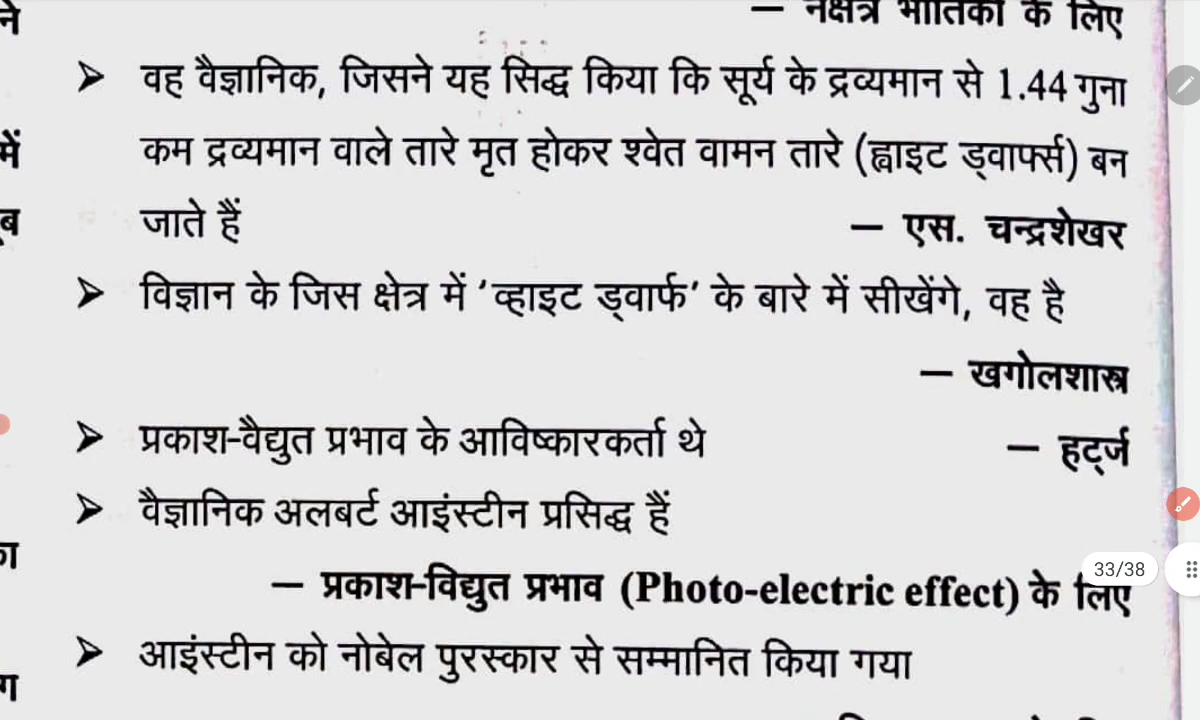 ने
— नक्षत्र भौतिकी के लिए
➤ वह वैज्ञानिक, जिसने यह सिद्ध किया कि सूर्य के द्रव्यमान से 1.44 गुना
में कम द्रव्यमान वाले तारे मृत होकर श्वेत वामन तारे (ह्वाइट ड्वार्फ्स) बन
जाते हैं — एस. चन्द्रशेखर
➤ विज्ञान के जिस क्षेत्र में ‘व्हाइट ड्वार्फ’ के बारे में सीखेंगे, वह है
— खगोलशास्त्र
➤ प्रकाश-वैद्युत प्रभाव के आविष्कारकर्ता थे — हर्ट्ज
➤ वैज्ञानिक अलबर्ट आइंस्टीन प्रसिद्ध हैं
— प्रकाश-विद्युत प्रभाव (Photo-electric effect) के लिए
33/38
➤ आइंस्टीन को नोबेल पुरस्कार से सम्मानित किया गया